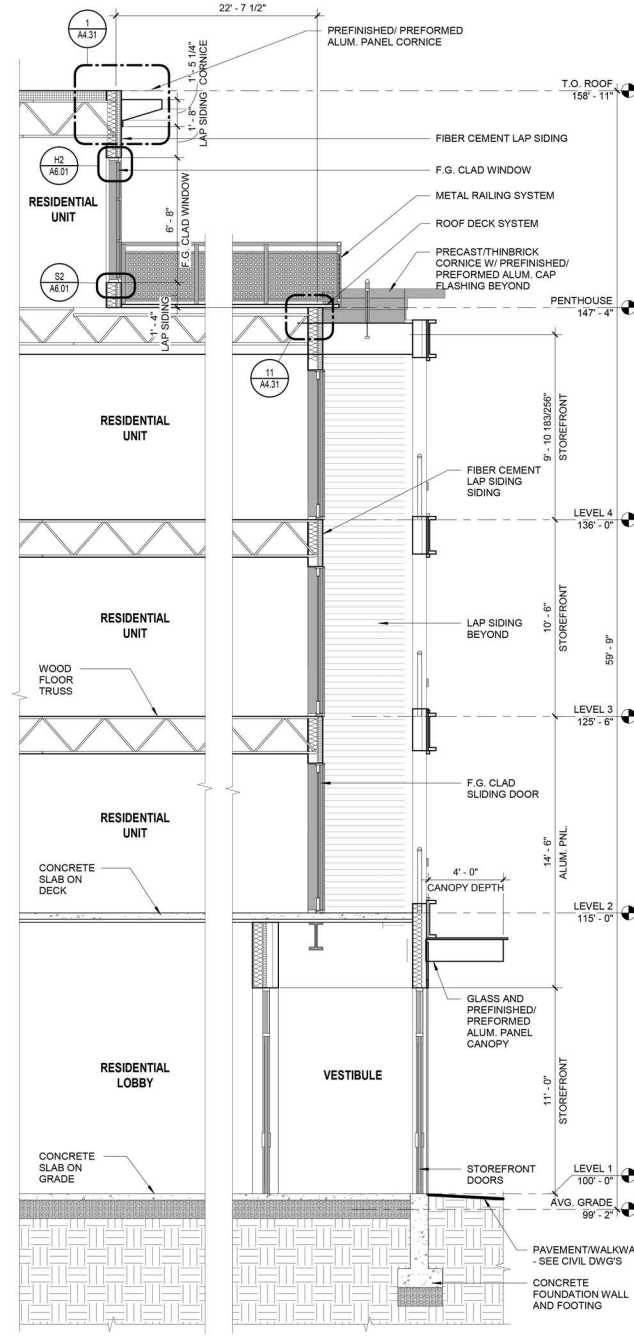 22' - 7 1/2"
1
A4.31
PREFINISHED/ PREFORMED
ALUM. PANEL CORNICE
1' - 5 1/4"
CORNICE
1' - 8"
LAP SIDING
T.O. ROOF
158' - 11"
FIBER CEMENT LAP SIDING
H2
A6.01
F.G. CLAD WINDOW
RESIDENTIAL
UNIT
6' - 8"
F.G. CLAD WINDOW
METAL RAILING SYSTEM
ROOF DECK SYSTEM
PRECAST/THINBRICK
CORNICE W/ PREFINISHED/
PREFORMED ALUM. CAP
FLASHING BEYOND
S2
A6.01
PENTHOUSE
147' - 4"
1' - 4"
LAP SIDING
11
A4.31
RESIDENTIAL
UNIT
9' - 10 183/256"
STOREFRONT
FIBER CEMENT
LAP SIDING
SIDING
LEVEL 4
136' - 0"
RESIDENTIAL
UNIT
LAP SIDING
BEYOND
10' - 6"
STOREFRONT
59' - 9"
WOOD
FLOOR
TRUSS
LEVEL 3
125' - 6"
F.G. CLAD
SLIDING DOOR
RESIDENTIAL
UNIT
14' - 6"
ALUM. PNL.
CONCRETE
SLAB ON
DECK
4' - 0"
CANOPY DEPTH
LEVEL 2
115' - 0"
GLASS AND
PREFINISHED/
PREFORMED
ALUM. PANEL
CANOPY
RESIDENTIAL
LOBBY
VESTIBULE
11' - 0"
STOREFRONT
CONCRETE
SLAB ON
GRADE
STOREFRONT
DOORS
LEVEL 1
100' - 0"
AVG. GRADE
99' - 2"
PAVEMENT/WALKWA
- SEE CIVIL DWG'S
CONCRETE
FOUNDATION WALL
AND FOOTING